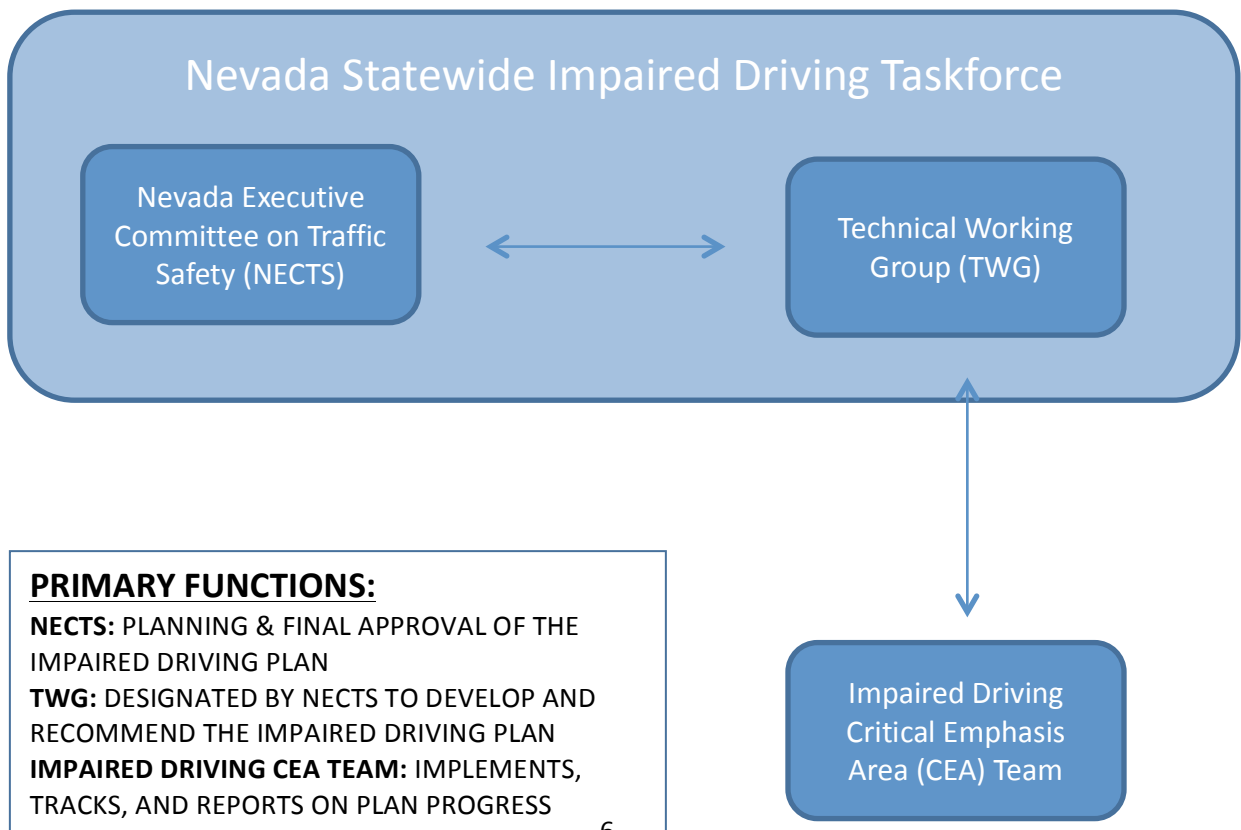 Nevada Statewide Impaired Driving Taskforce
Nevada Executive
Committee on Traffic
Safety (NECTS)
Technical Working
Group (TWG)
PRIMARY FUNCTIONS:
NECTS: PLANNING & FINAL APPROVAL OF THE
IMPAIRED DRIVING PLAN
TWG: DESIGNATED BY NECTS TO DEVELOP AND
RECOMMEND THE IMPAIRED DRIVING PLAN
IMPAIRED DRIVING CEA TEAM: IMPLEMENTS,
TRACKS, AND REPORTS ON PLAN PROGRESS
Impaired Driving
Critical Emphasis
Area (CEA) Team
6